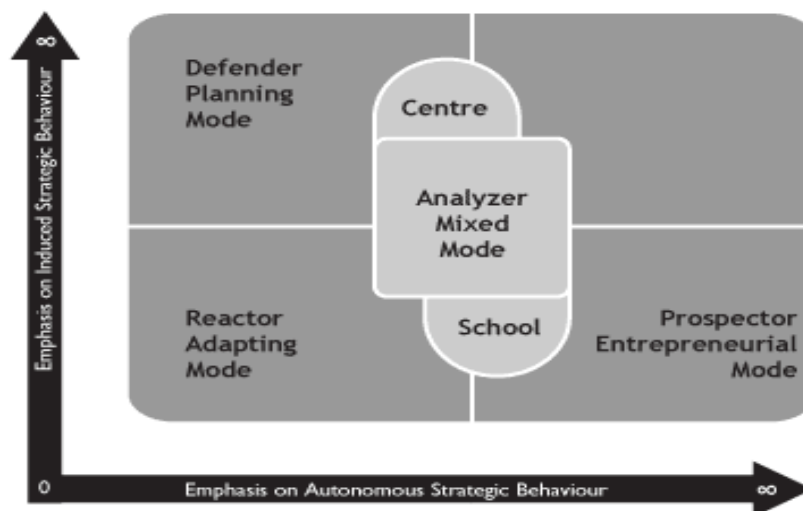 ∞
Emphasis on Induced Strategic Behaviour
Defender
Planning
Mode
Centre
Analyzer
Mixed
Mode
Reactor
Adapting
Mode
School
Prospector
Entrepreneurial
Mode
0
Emphasis on Autonomous Strategic Behaviour
∞